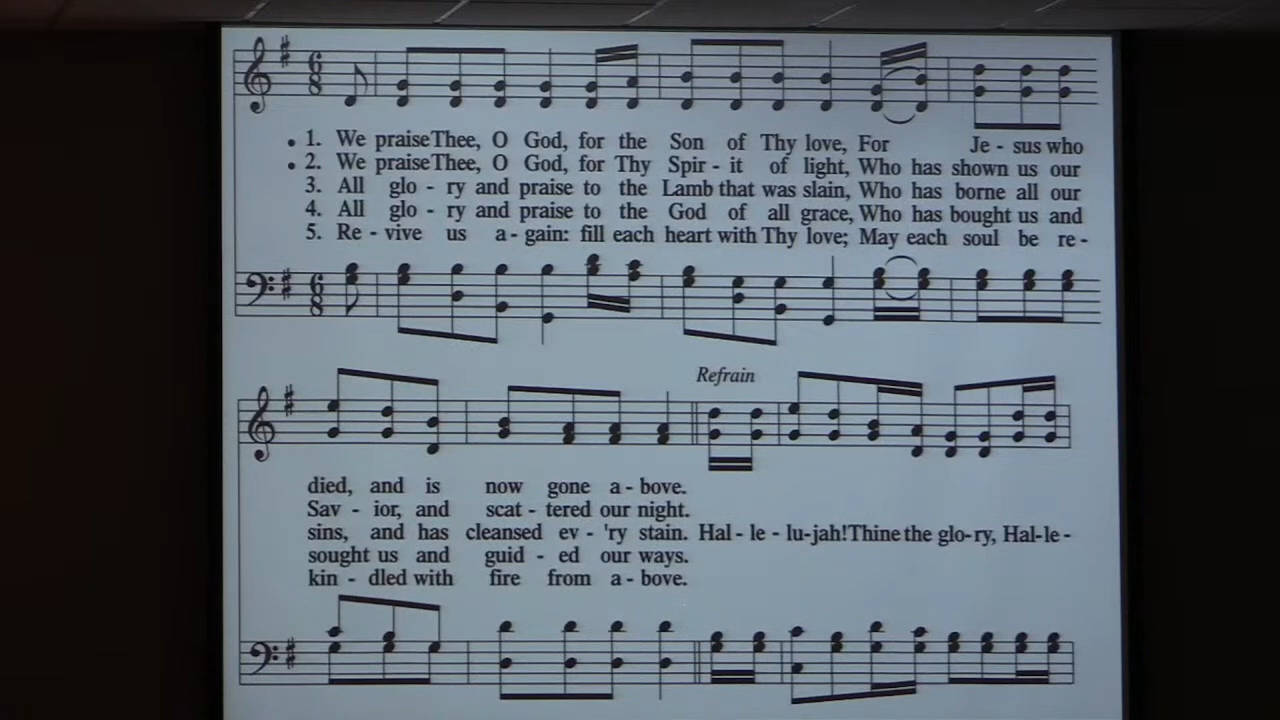 1. We praise Thee, O God, for the Son of Thy love, For Je - sus who
2. We praise Thee, O God, for Thy Spir - it of light, Who has shown us our
3. All glo - ry and praise to the Lamb that was slain, Who has borne all our
4. All glo - ry and praise to the God of all grace, Who has bought us and
5. Re - vive us a - gain: fill each heart with Thy love; May each soul be re -
Refrain
died, and is now gone a - bove.
Sav - ior, and scat - tered our night.
sins, and has cleansed ev - 'ry stain. Hal - le - lu-jah! Thine the glo-ry, Hal-le -
sought us and guid - ed our ways.
kin - dled with fire from a - bove.